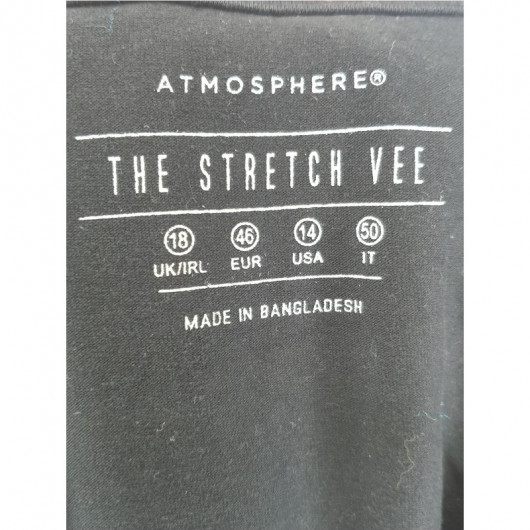 ATMOSPHERE®
THE STRETCH VEE
18 46 14 50
UK/IRL EUR USA IT
MADE IN BANGLADESH